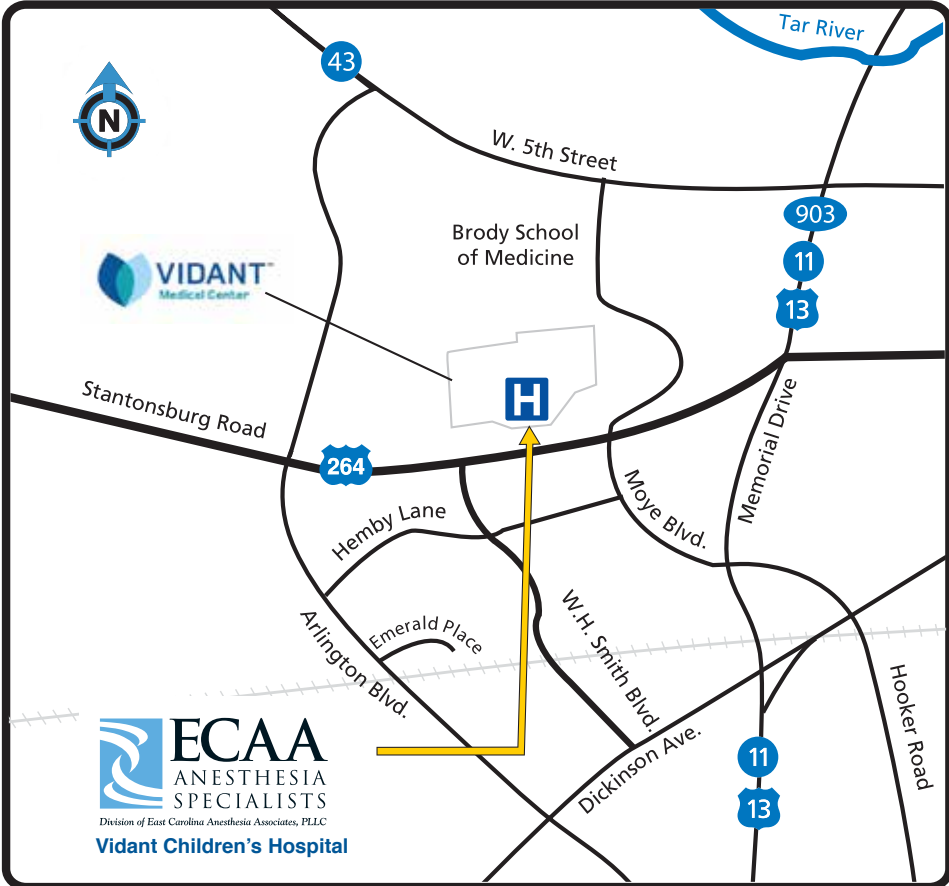 Tar River
43
N
W. 5th Street
903
Brody School
of Medicine
11
VIDANT™
Medical Center
13
H
Stantonsburg Road
264
Memorial Drive
Moye Blvd.
Hemby Lane
W.H. Smith Blvd.
Emerald Place
Arlington Blvd.
Hooker Road
Dickinson Ave.
11
13
ECAA
ANESTHESIA
SPECIALISTS
Division of East Carolina Anesthesia Associates, PLLC
Vidant Children's Hospital